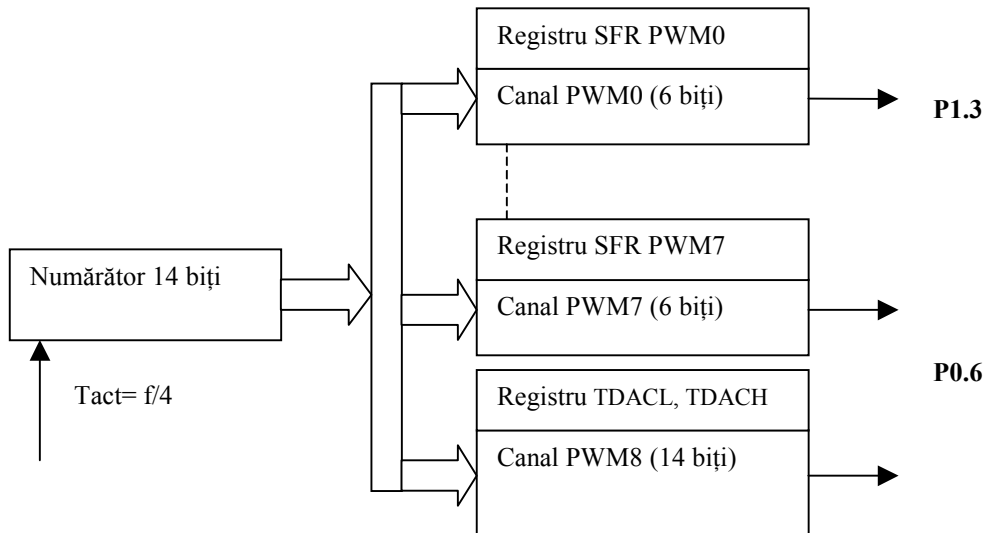 Registru SFR PWM0
Canal PWM0 (6 biți)
P1.3
Registru SFR PWM7
Numărător 14 biți
Canal PWM7 (6 biți)
P0.6
Tact= f/4
Registru TDACL, TDACH
Canal PWM8 (14 biți)